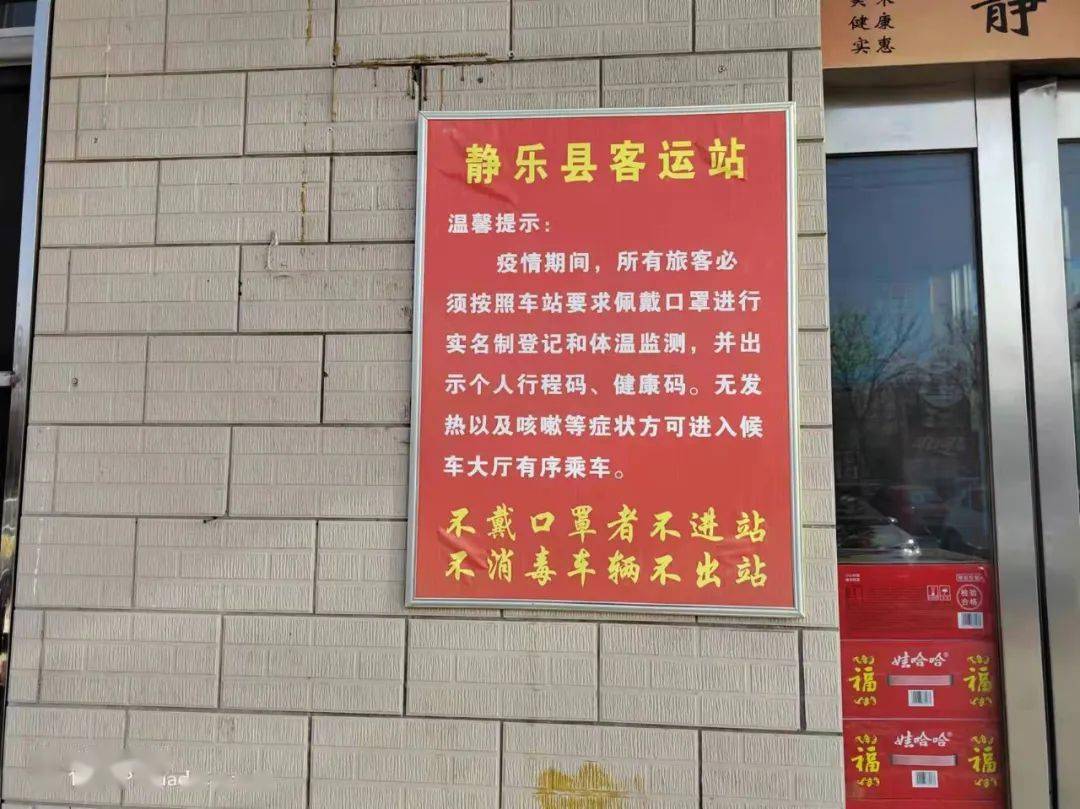 静乐县客运站
温馨提示：
疫情期间，所有旅客必
须按照车站要求佩戴口罩进行
实名制登记和体温监测，并出
示个人行程码、健康码。无发
热以及咳嗽等症状方可进入候
车大厅有序乘车。
不戴口罩者不进站
不消毒车辆不出站
静
健康
实惠
检验
合格
福 娃哈哈® 福
福 娃哈哈® 福